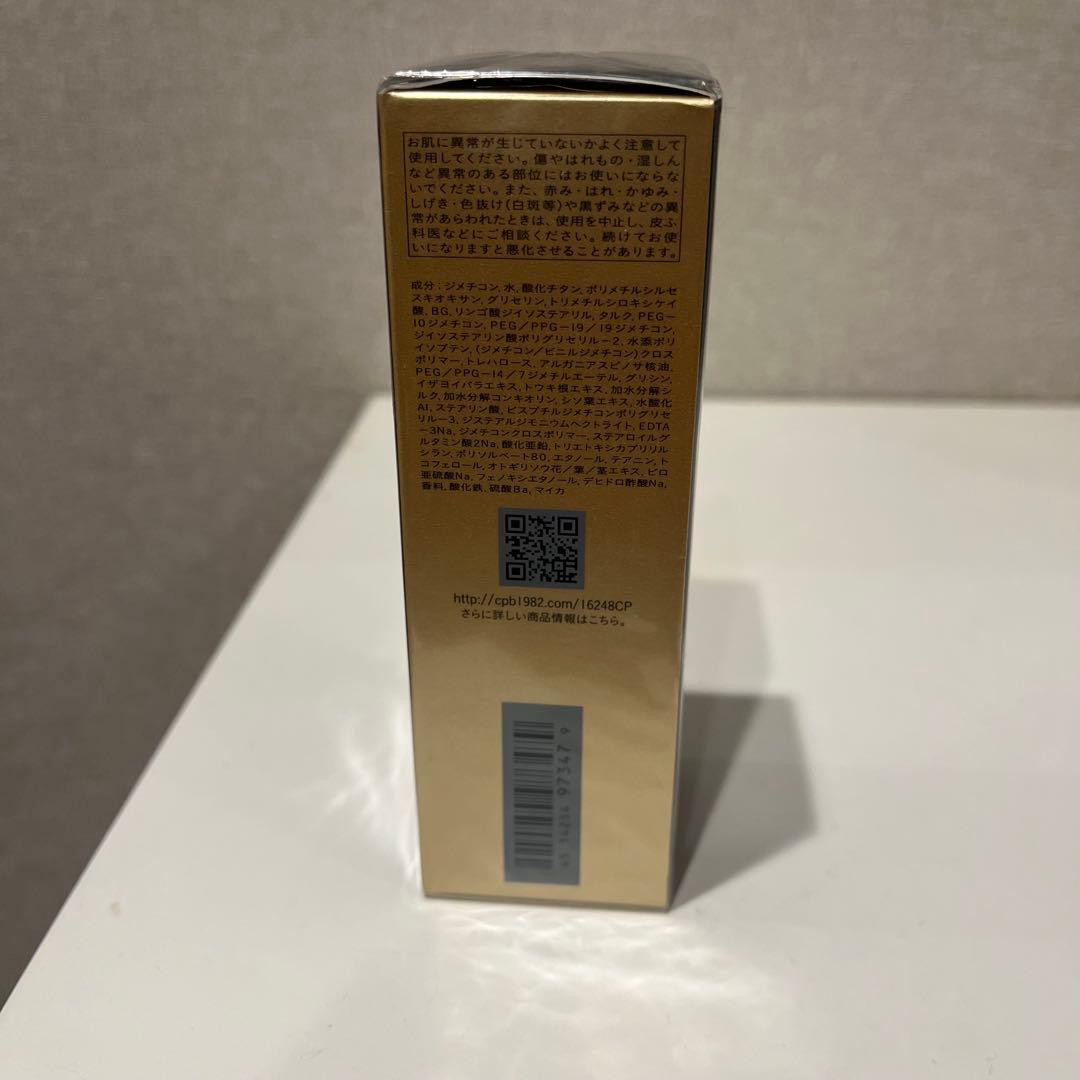 お肌に異常が生じていないかよく注意して
使用してください。傷やはれもの・湿しん
など異常のある部位にはお使いにならな
いでください。また、赤み・はれ・かゆみ・
しげき・色抜け(白斑等)や黒ずみなどの異
常があらわれたときは、使用を中止し、皮ふ
科医などにご相談ください。続けてお使
いになりますと悪化させることがあります。
成分:ジメチコン、水、酸化チタン、ポリメチルシルセ
スキオキサン、グリセリン、トリメチルシロキシケイ
酸、BG、リンゴ酸ジイソステアリル、タルク、PEG－
10ジメチコン、PEG／PPG－19／19ジメチコン、
ジイソステアリン酸ポリグリセリル－2、水添ポリ
イソブテン、(ジメチコン／ビニルジメチコン)クロス
ポリマー、トレハロース、アルガニアスピノサ核油、
PEG／PPG－14／7ジメチルエーテル、グリシン、
イザヨイバラエキス、トウキ根エキス、加水分解シ
ルク、加水分解コンキオリン、シソ葉エキス、水酸化
Al、ステアリン酸、ビスブチルジメチコンポリグリセ
リル－3、ジステアルジモニウムヘクトライト、EDTA
－3Na、ジメチコンクロスポリマー、ステアロイルグ
ルタミン酸2Na、酸化亜鉛、トリエトキシカプリリル
シラン、ポリソルベート80、エタノール、テアニン、ト
コフェロール、オトギリソウ花／葉／茎エキス、ピロ
亜硫酸Na、フェノキシエタノール、デヒドロ酢酸Na、
香料、酸化鉄、硫酸Ba、マイカ
http://cpb1982.com/16248CP
さらに詳しい商品情報はこちら。
45 14254 97347 9